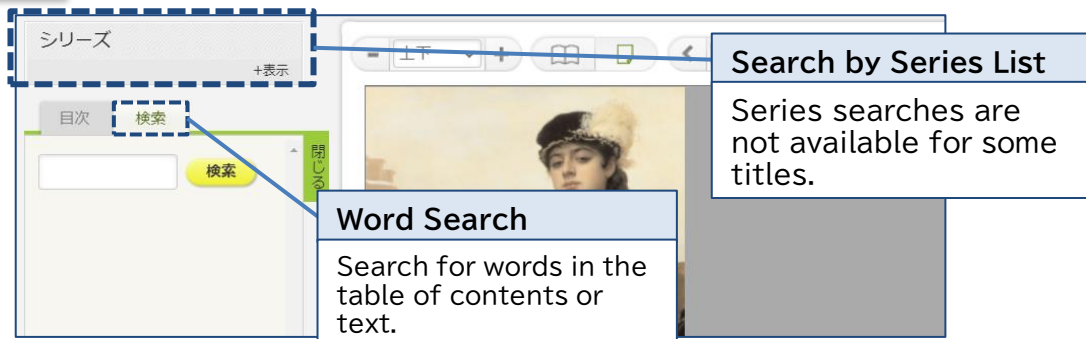 シリーズ
+表示
目次 検索
検索
閉じる
- 上下 +
Search by Series List
Series searches are
not available for some
titles.
Word Search
Search for words in the
table of contents or
text.